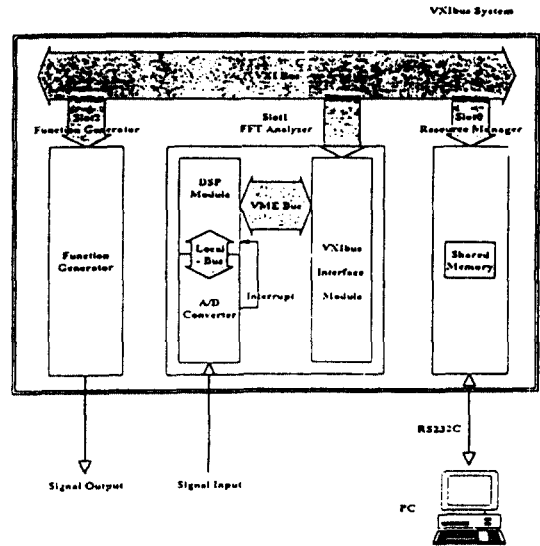 VXIbus System
Bus
Slot2
Function Generator
Slot1
FFT Analyzer
Slot0
Resource Manager
DSP
Module
VME Bus
Function
Generator
Local
- Bus
VXIbus
Interface
Module
Shared
Memory
Interrupt
A/D
Converter
RS232C
Signal Output
Signal Input
PC